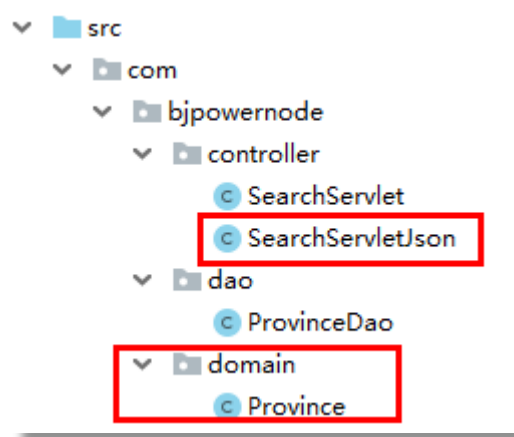 src
com
bjpowernode
controller
SearchServlet
SearchServletJson
dao
ProvinceDao
domain
Province